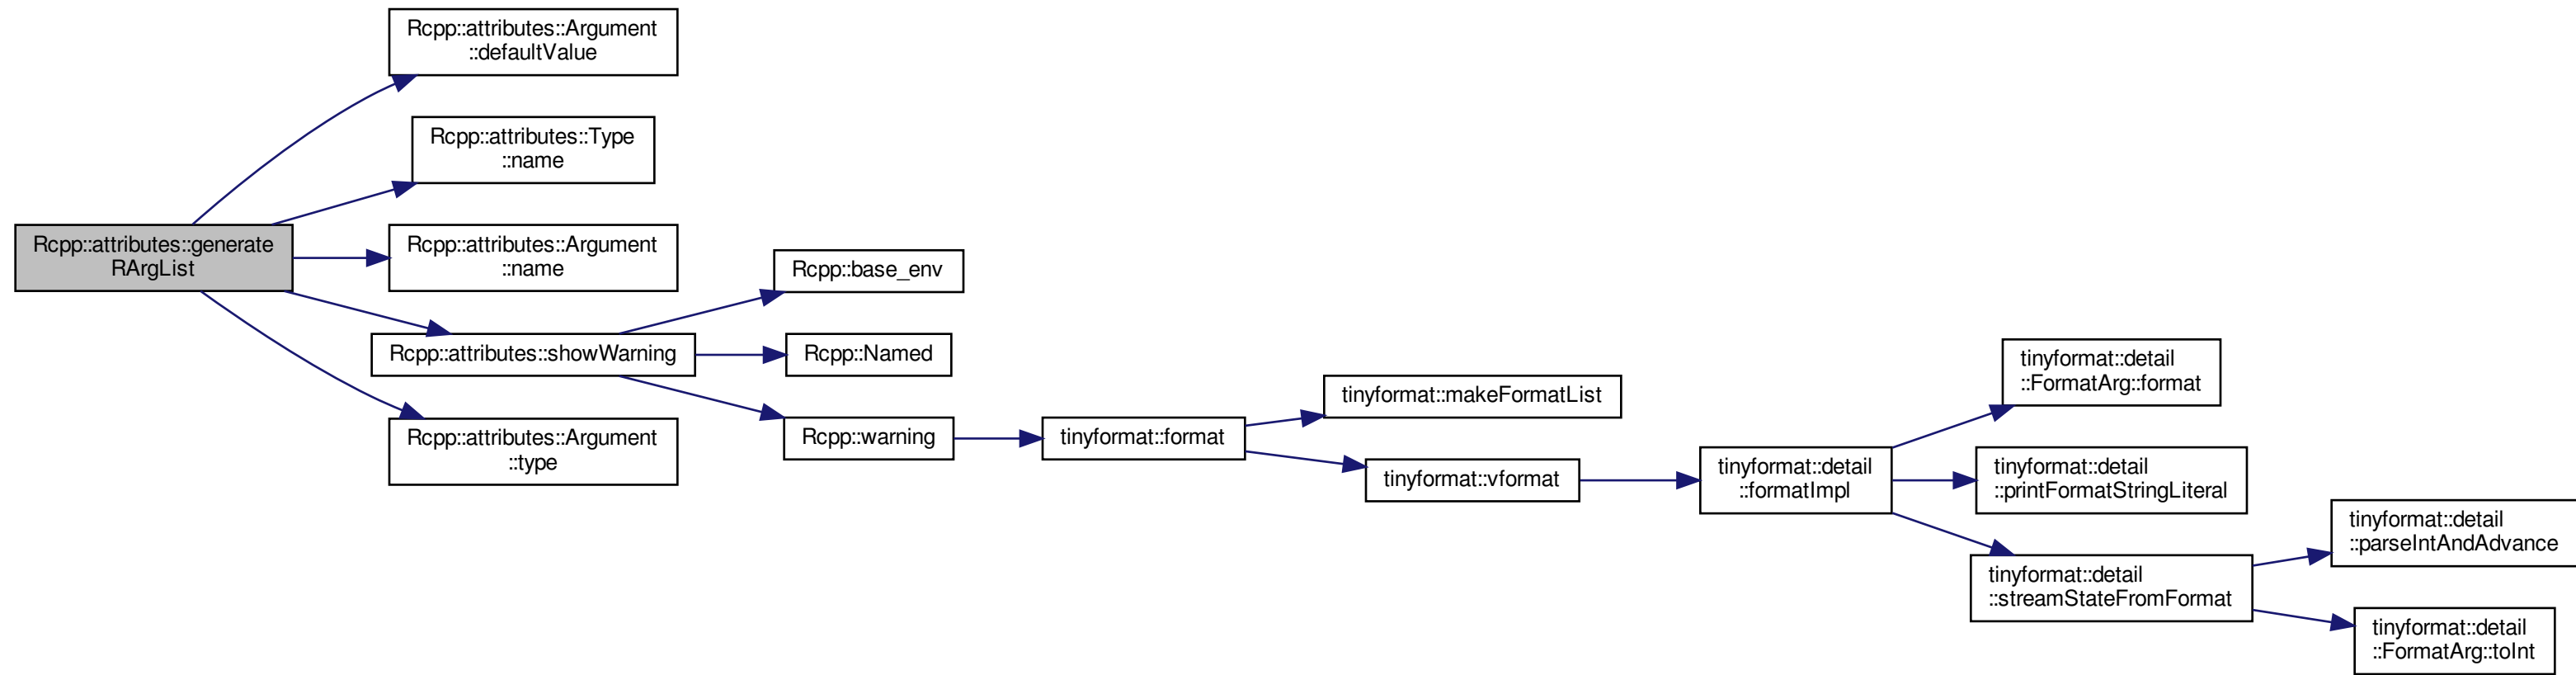 Rcpp::attributes::generate
RArgList
Rcpp::attributes::Argument
::defaultValue
Rcpp::attributes::Type
::name
Rcpp::attributes::Argument
::name
Rcpp::attributes::showWarning
Rcpp::attributes::Argument
::type
Rcpp::base_env
Rcpp::Named
Rcpp::warning
tinyformat::format
tinyformat::makeFormatList
tinyformat::vformat
tinyformat::detail
::formatImpl
tinyformat::detail
::FormatArg::format
tinyformat::detail
::printFormatStringLiteral
tinyformat::detail
::streamStateFromFormat
tinyformat::detail
::parseIntAndAdvance
tinyformat::detail
::FormatArg::toInt